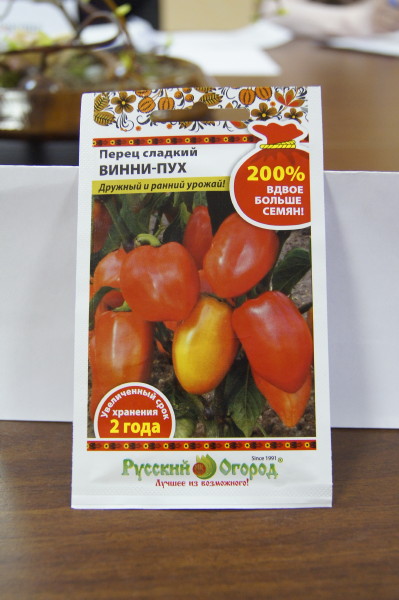 Перец сладкий
ВИННИ-ПУХ
Дружный и ранний урожай!
200%
ВДВОЕ
БОЛЬШЕ
СЕМЯН!
Увеличенный срок
хранения
2 года
Since 1991
Русский Огород®
Лучшее из возможного!